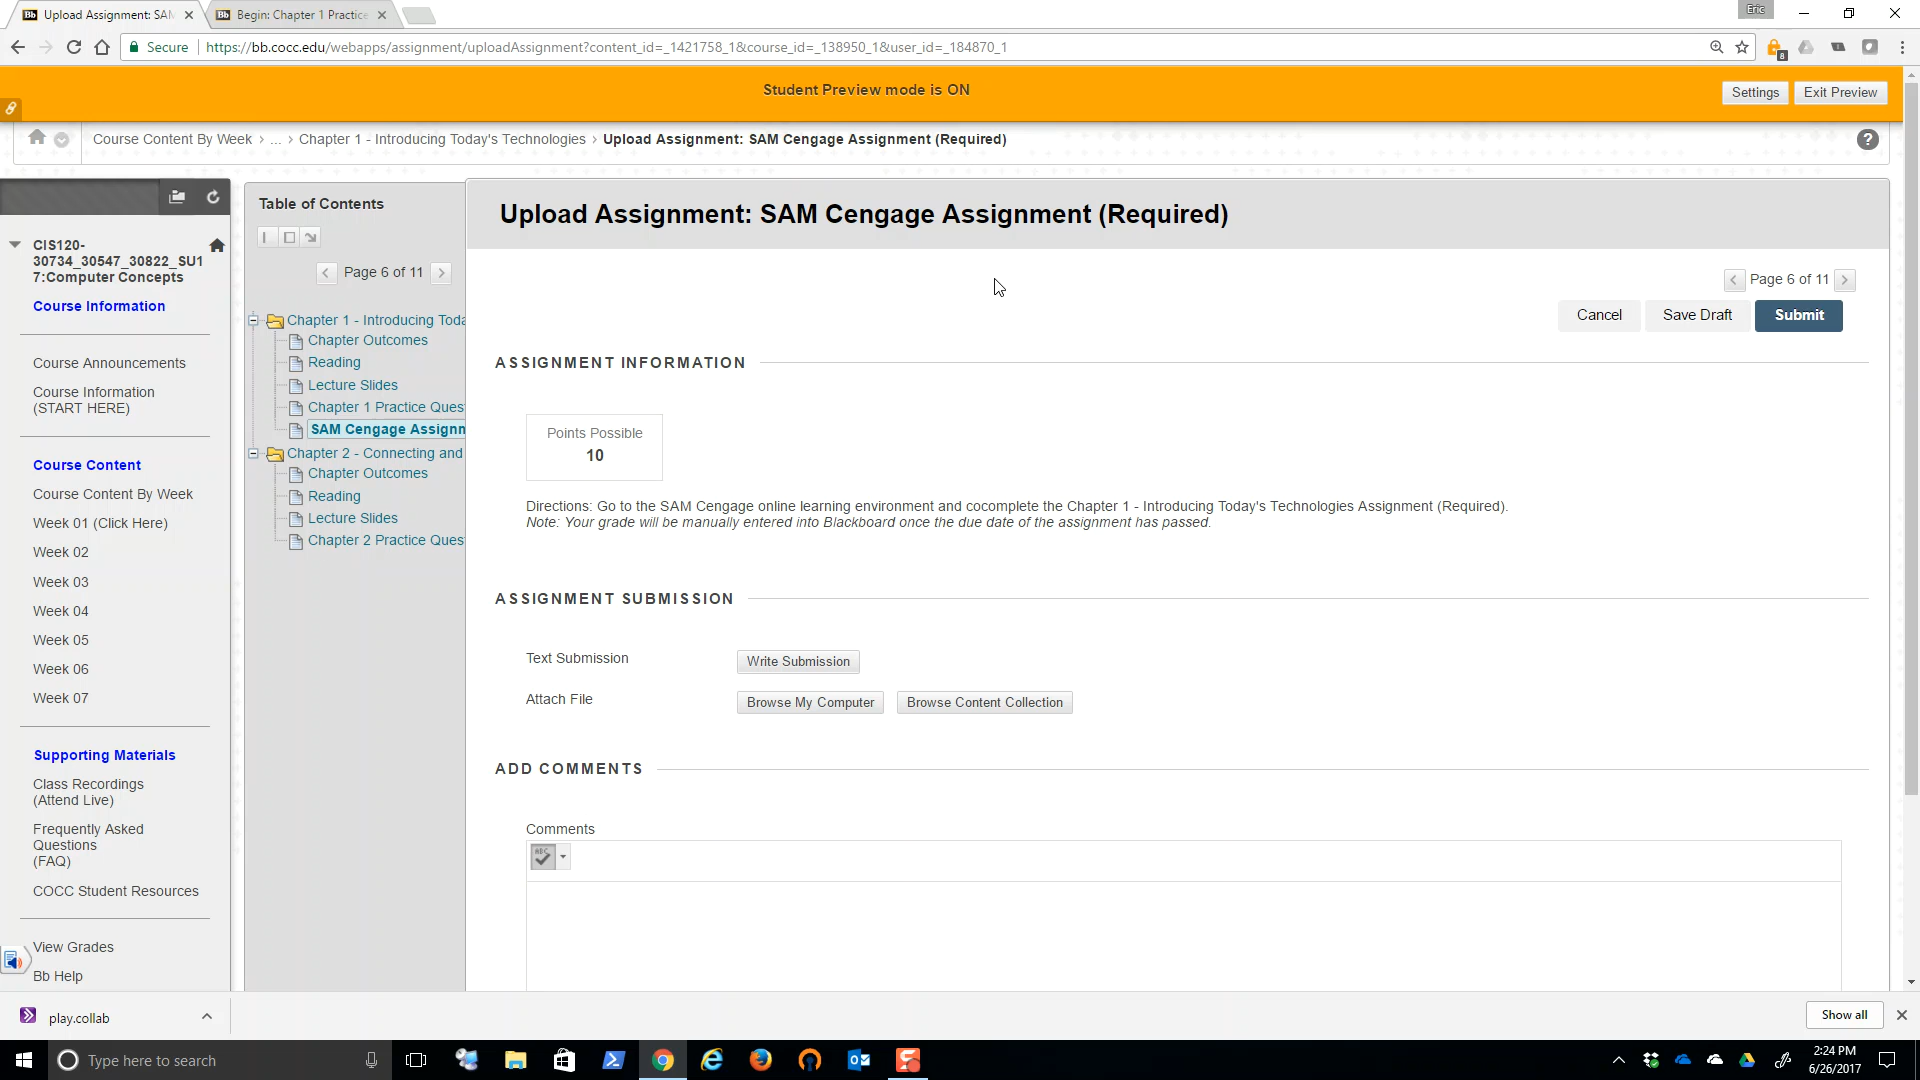 Upload Assignment: SAM
Begin: Chapter 1 Practice
Eric
Secure
https://bb.cocc.edu/webapps/assignment/uploadAssignment?content_id=_1421758_1&course_id=_138950_1&user_id=_184870_1
8
Student Preview mode is ON
Settings
Exit Preview
Course Content By Week > ... > Chapter 1 - Introducing Today's Technologies > Upload Assignment: SAM Cengage Assignment (Required)
?
CIS120-
30734_30547_30822_SU1
7:Computer Concepts
Course Information
Course Announcements
Course Information
(START HERE)
Course Content
Course Content By Week
Week 01 (Click Here)
Week 02
Week 03
Week 04
Week 05
Week 06
Week 07
Supporting Materials
Class Recordings
(Attend Live)
Frequently Asked
Questions
(FAQ)
COCC Student Resources
View Grades
Bb Help
Table of Contents
Page 6 of 11
Chapter 1 - Introducing Toda
Chapter Outcomes
Reading
Lecture Slides
Chapter 1 Practice Ques
SAM Cengage Assignm
Chapter 2 - Connecting and
Chapter Outcomes
Reading
Lecture Slides
Chapter 2 Practice Ques
Upload Assignment: SAM Cengage Assignment (Required)
Page 6 of 11
Cancel
Save Draft
Submit
ASSIGNMENT INFORMATION
Points Possible
10
Directions: Go to the SAM Cengage online learning environment and cocomplete the Chapter 1 - Introducing Today's Technologies Assignment (Required).
Note: Your grade will be manually entered into Blackboard once the due date of the assignment has passed.
ASSIGNMENT SUBMISSION
Text Submission
Write Submission
Attach File
Browse My Computer
Browse Content Collection
ADD COMMENTS
Comments
ABC
play.collab
Show all
Type here to search
2:24 PM
6/26/2017